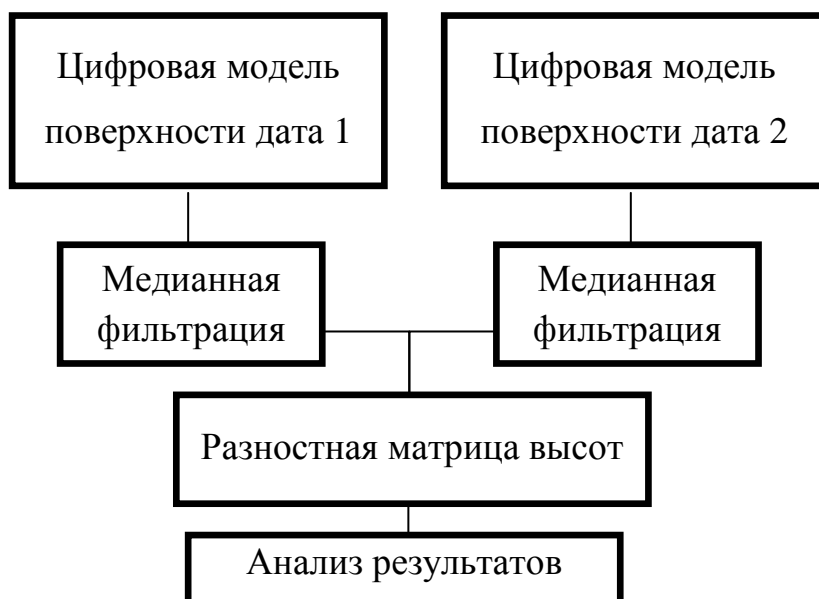 Цифровая модель
поверхности дата 1
Цифровая модель
поверхности дата 2
Медианная
фильтрация
Медианная
фильтрация
Разностная матрица высот
Анализ результатов